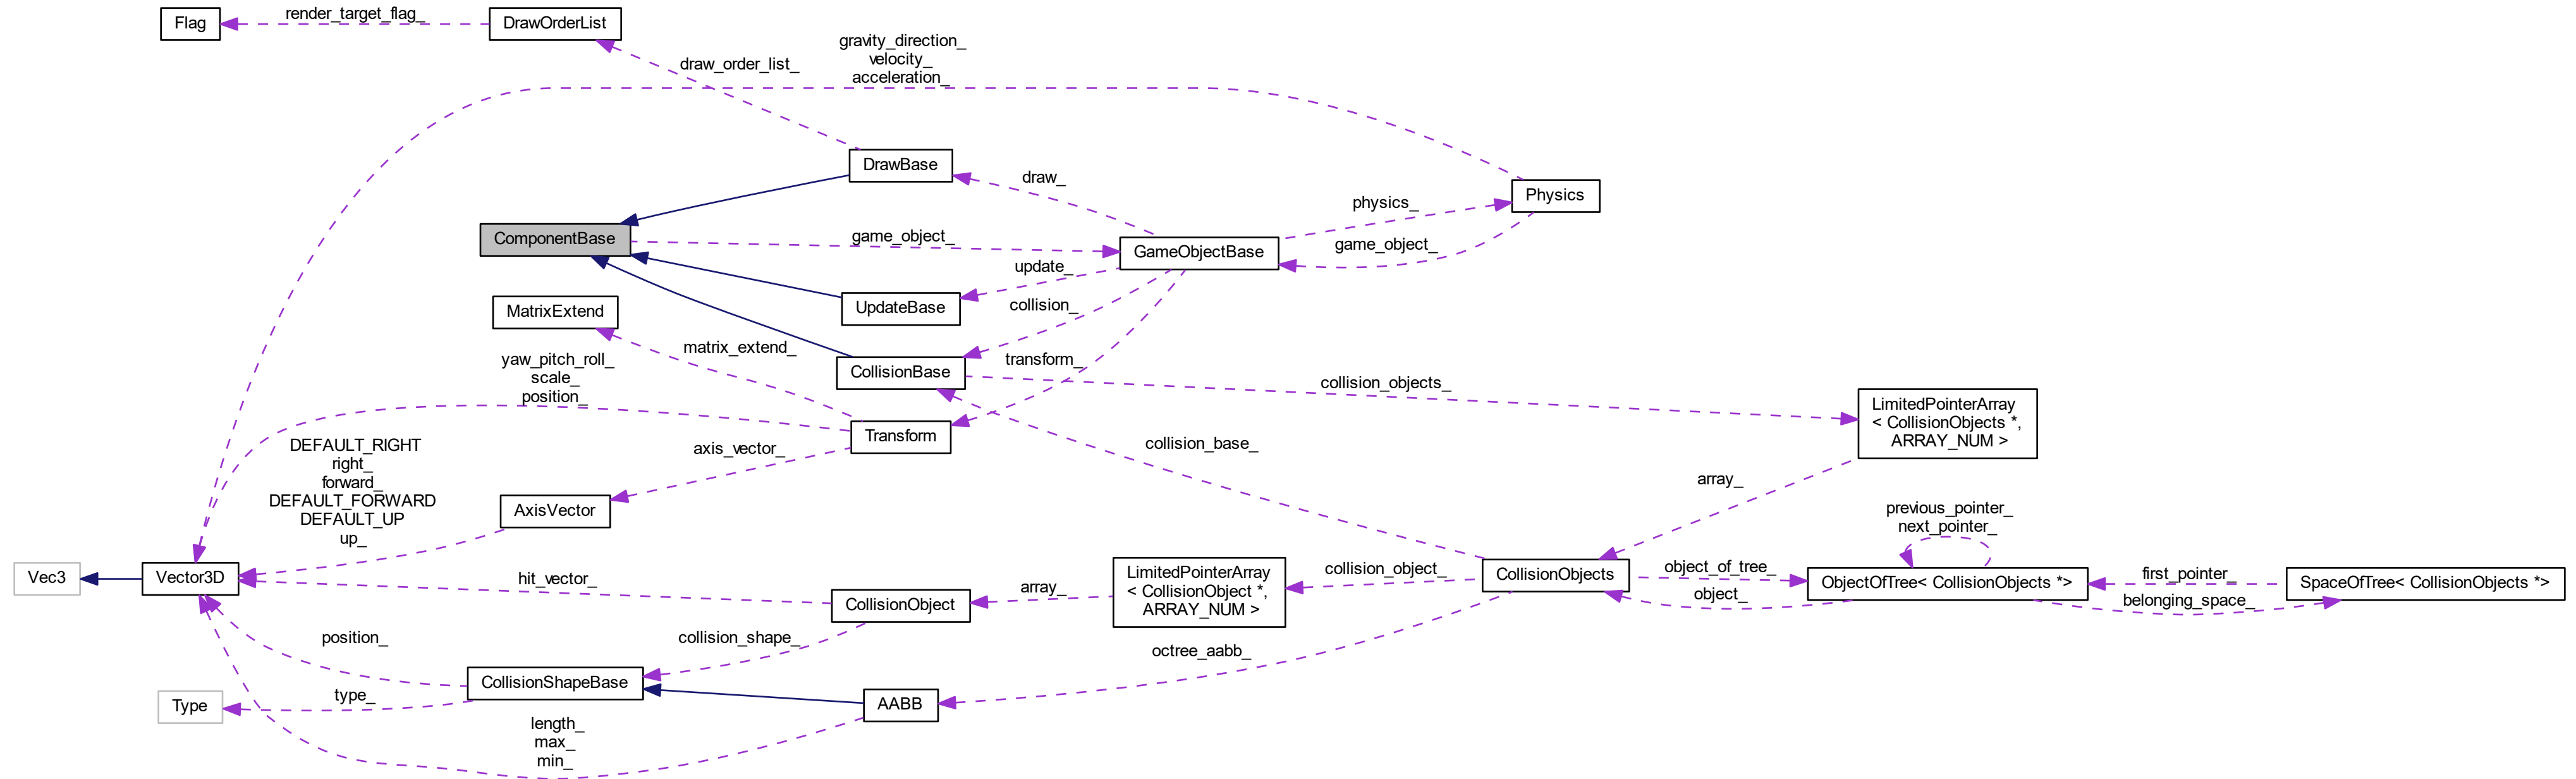 Flag
render_target_flag_
DrawOrderList
gravity_direction_
velocity_
acceleration_
draw_order_list_
DrawBase
draw_
Physics
physics_
ComponentBase
game_object_
GameObjectBase
game_object_
update_
UpdateBase
collision_
MatrixExtend
matrix_extend_
transform_
CollisionBase
yaw_pitch_roll_
scale_
position_
collision_objects_
LimitedPointerArray
< CollisionObjects *,
ARRAY_NUM >
Transform
axis_vector_
collision_base_
DEFAULT_RIGHT
right_
forward_
DEFAULT_FORWARD
DEFAULT_UP
up_
AxisVector
array_
previous_pointer_
next_pointer_
Vec3
Vector3D
hit_vector_
CollisionObject
array_
LimitedPointerArray
< CollisionObject *,
ARRAY_NUM >
collision_object_
CollisionObjects
object_of_tree_
object_
ObjectOfTree< CollisionObjects *>
first_pointer_
belonging_space_
SpaceOfTree< CollisionObjects *>
position_
collision_shape_
octree_aabb_
CollisionShapeBase
Type
type_
AABB
length_
max_
min_